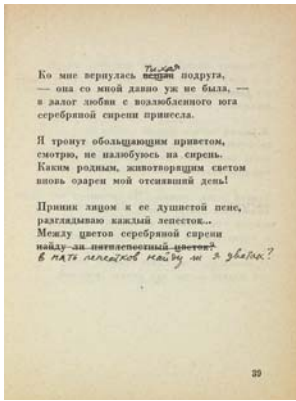 тихая
Ко мне вернулась вещая подруга,
— она со мной давно уж не была, —
в залог любви с возлюбленного юга
серебряной сирени принесла.
Я тронут обольщающим приветом,
смотрю, не налюбуюсь на сирень.
Каким родным, животворящим светом
вновь озарен мой отсиявший день!
Приник лицом к ее душистой пене,
разглядываю каждый лепесток...
Между цветов серебряной сирени
найду ли пятилепестный цветок?
в пять лепестков найду ли я цветок?
39